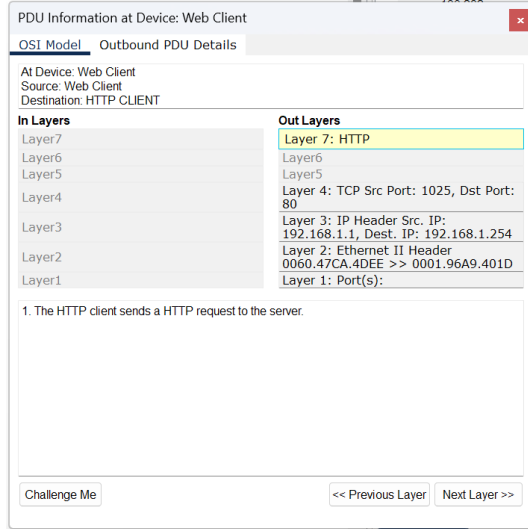 PDU Information at Device: Web Client
×
OSI Model Outbound PDU Details
At Device: Web Client
Source: Web Client
Destination: HTTP CLIENT
In Layers
Layer7
Layer6
Layer5
Layer4
Layer3
Layer2
Layer1
Out Layers
Layer 7: HTTP
Layer6
Layer5
Layer 4: TCP Src Port: 1025, Dst Port:
80
Layer 3: IP Header Src. IP:
192.168.1.1, Dest. IP: 192.168.1.254
Layer 2: Ethernet II Header
0060.47CA.4DEE >> 0001.96A9.401D
Layer 1: Port(s):
1. The HTTP client sends a HTTP request to the server.
Challenge Me
<< Previous Layer
Next Layer >>